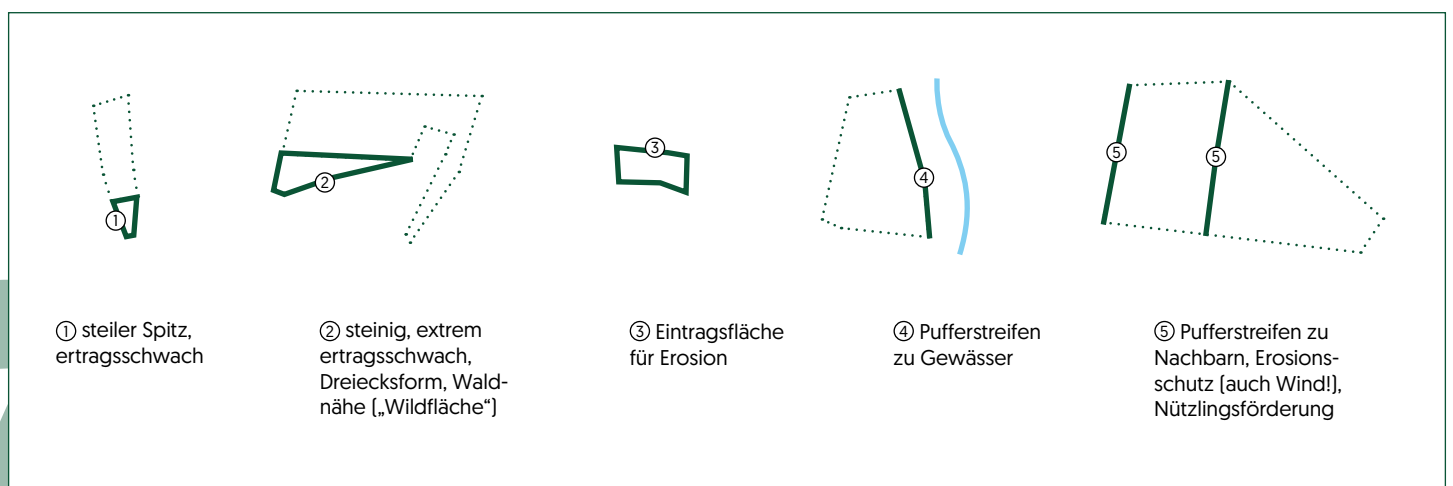 1
2
3
4
5
5
① steiler Spitz,
ertragsschwach
② steinig, extrem
ertragsschwach,
Dreiecksform, Wald-
nähe („Wildfläche“)
③ Eintragsfläche
für Erosion
④ Pufferstreifen
zu Gewässer
⑤ Pufferstreifen zu
Nachbarn, Erosions-
schutz (auch Wind!),
Nützlingsförderung